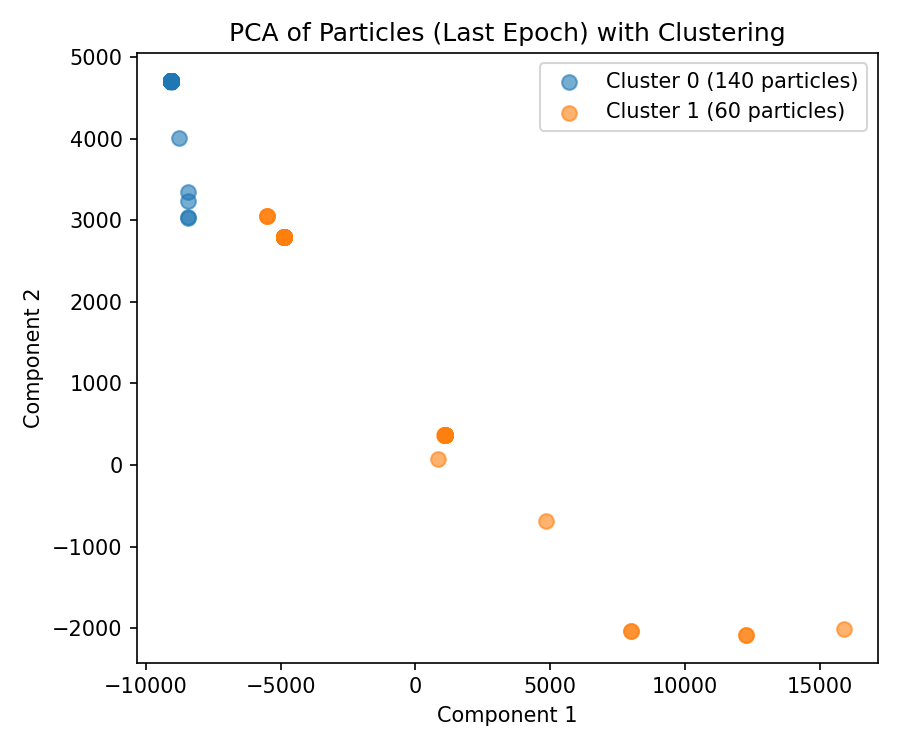 PCA of Particles (Last Epoch) with Clustering
Cluster 0 (140 particles)
Cluster 1 (60 particles)
Component 2
5000
4000
3000
2000
1000
0
−1000
−2000
−10000
−5000
0
5000
10000
15000
Component 1